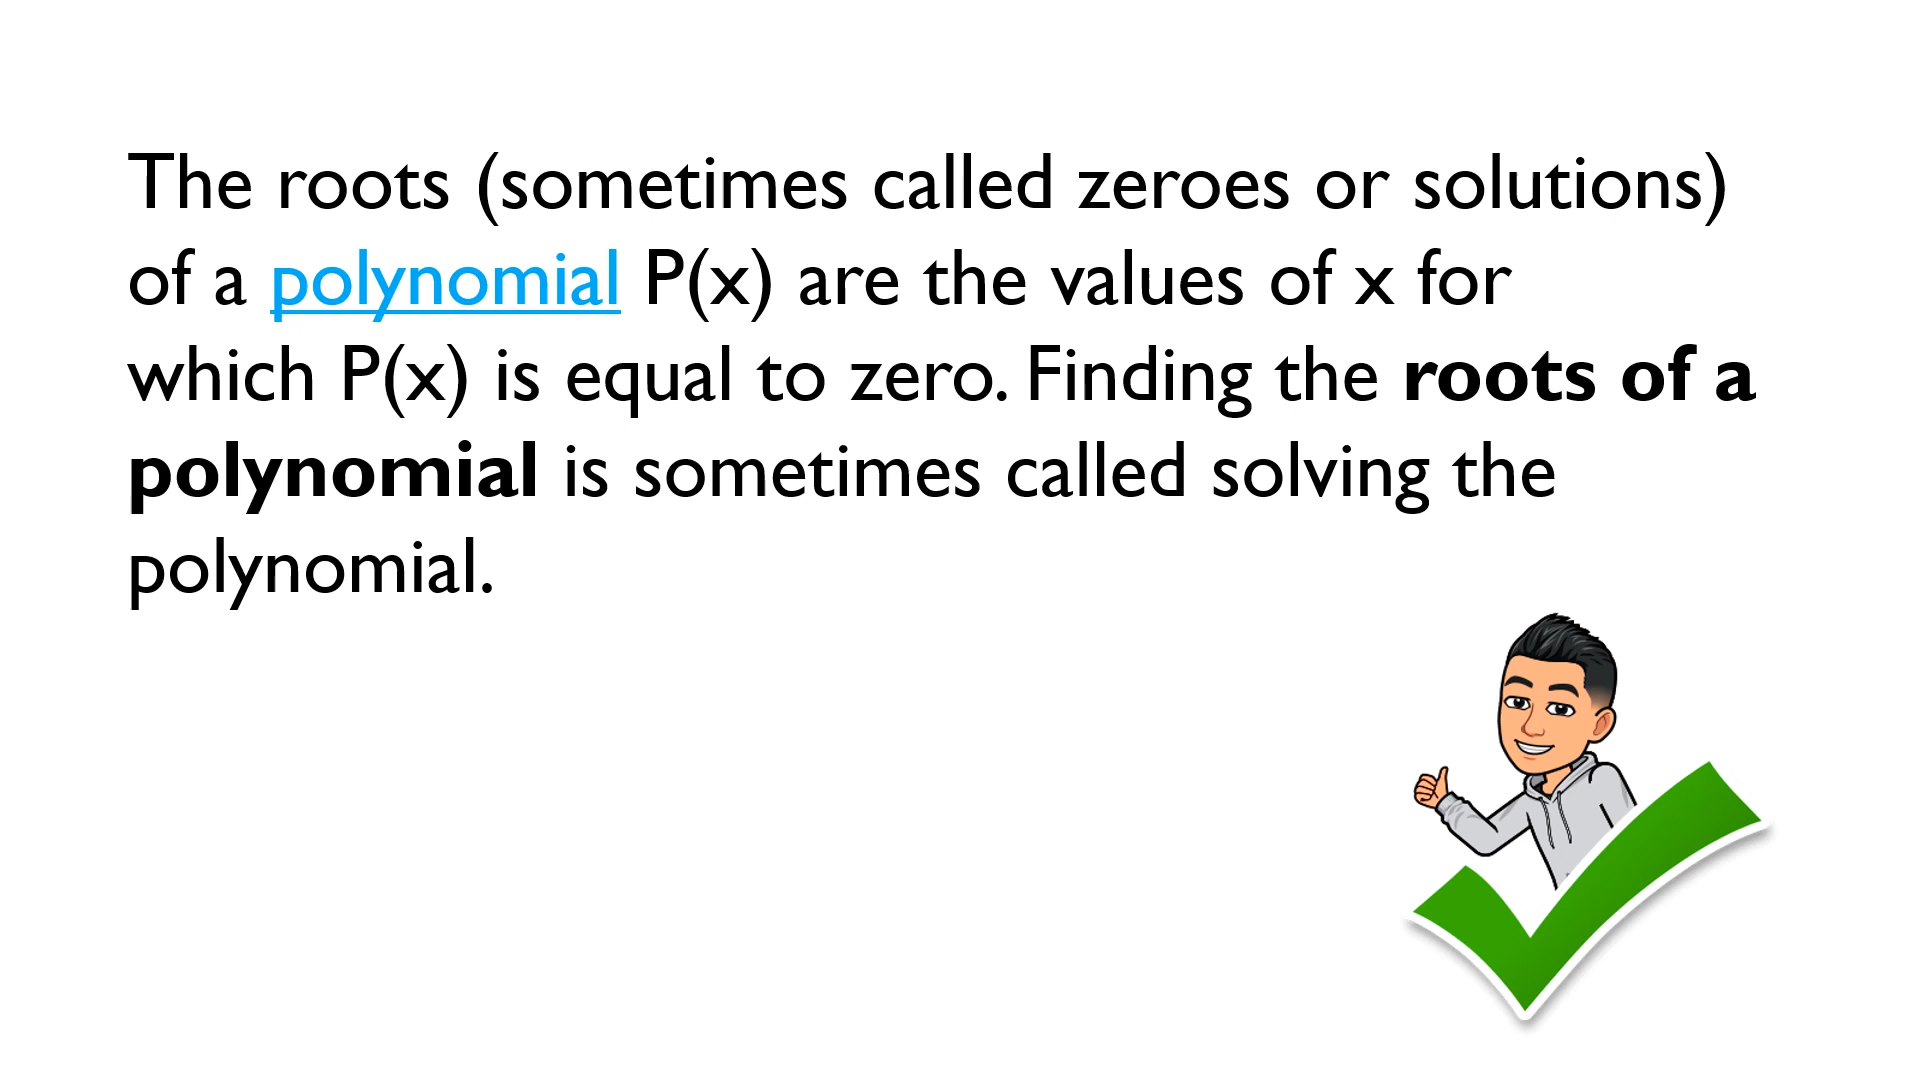 The roots (sometimes called zeroes or solutions)
of a polynomial P(x) are the values of x for
which P(x) is equal to zero. Finding the roots of a
polynomial is sometimes called solving the
polynomial.